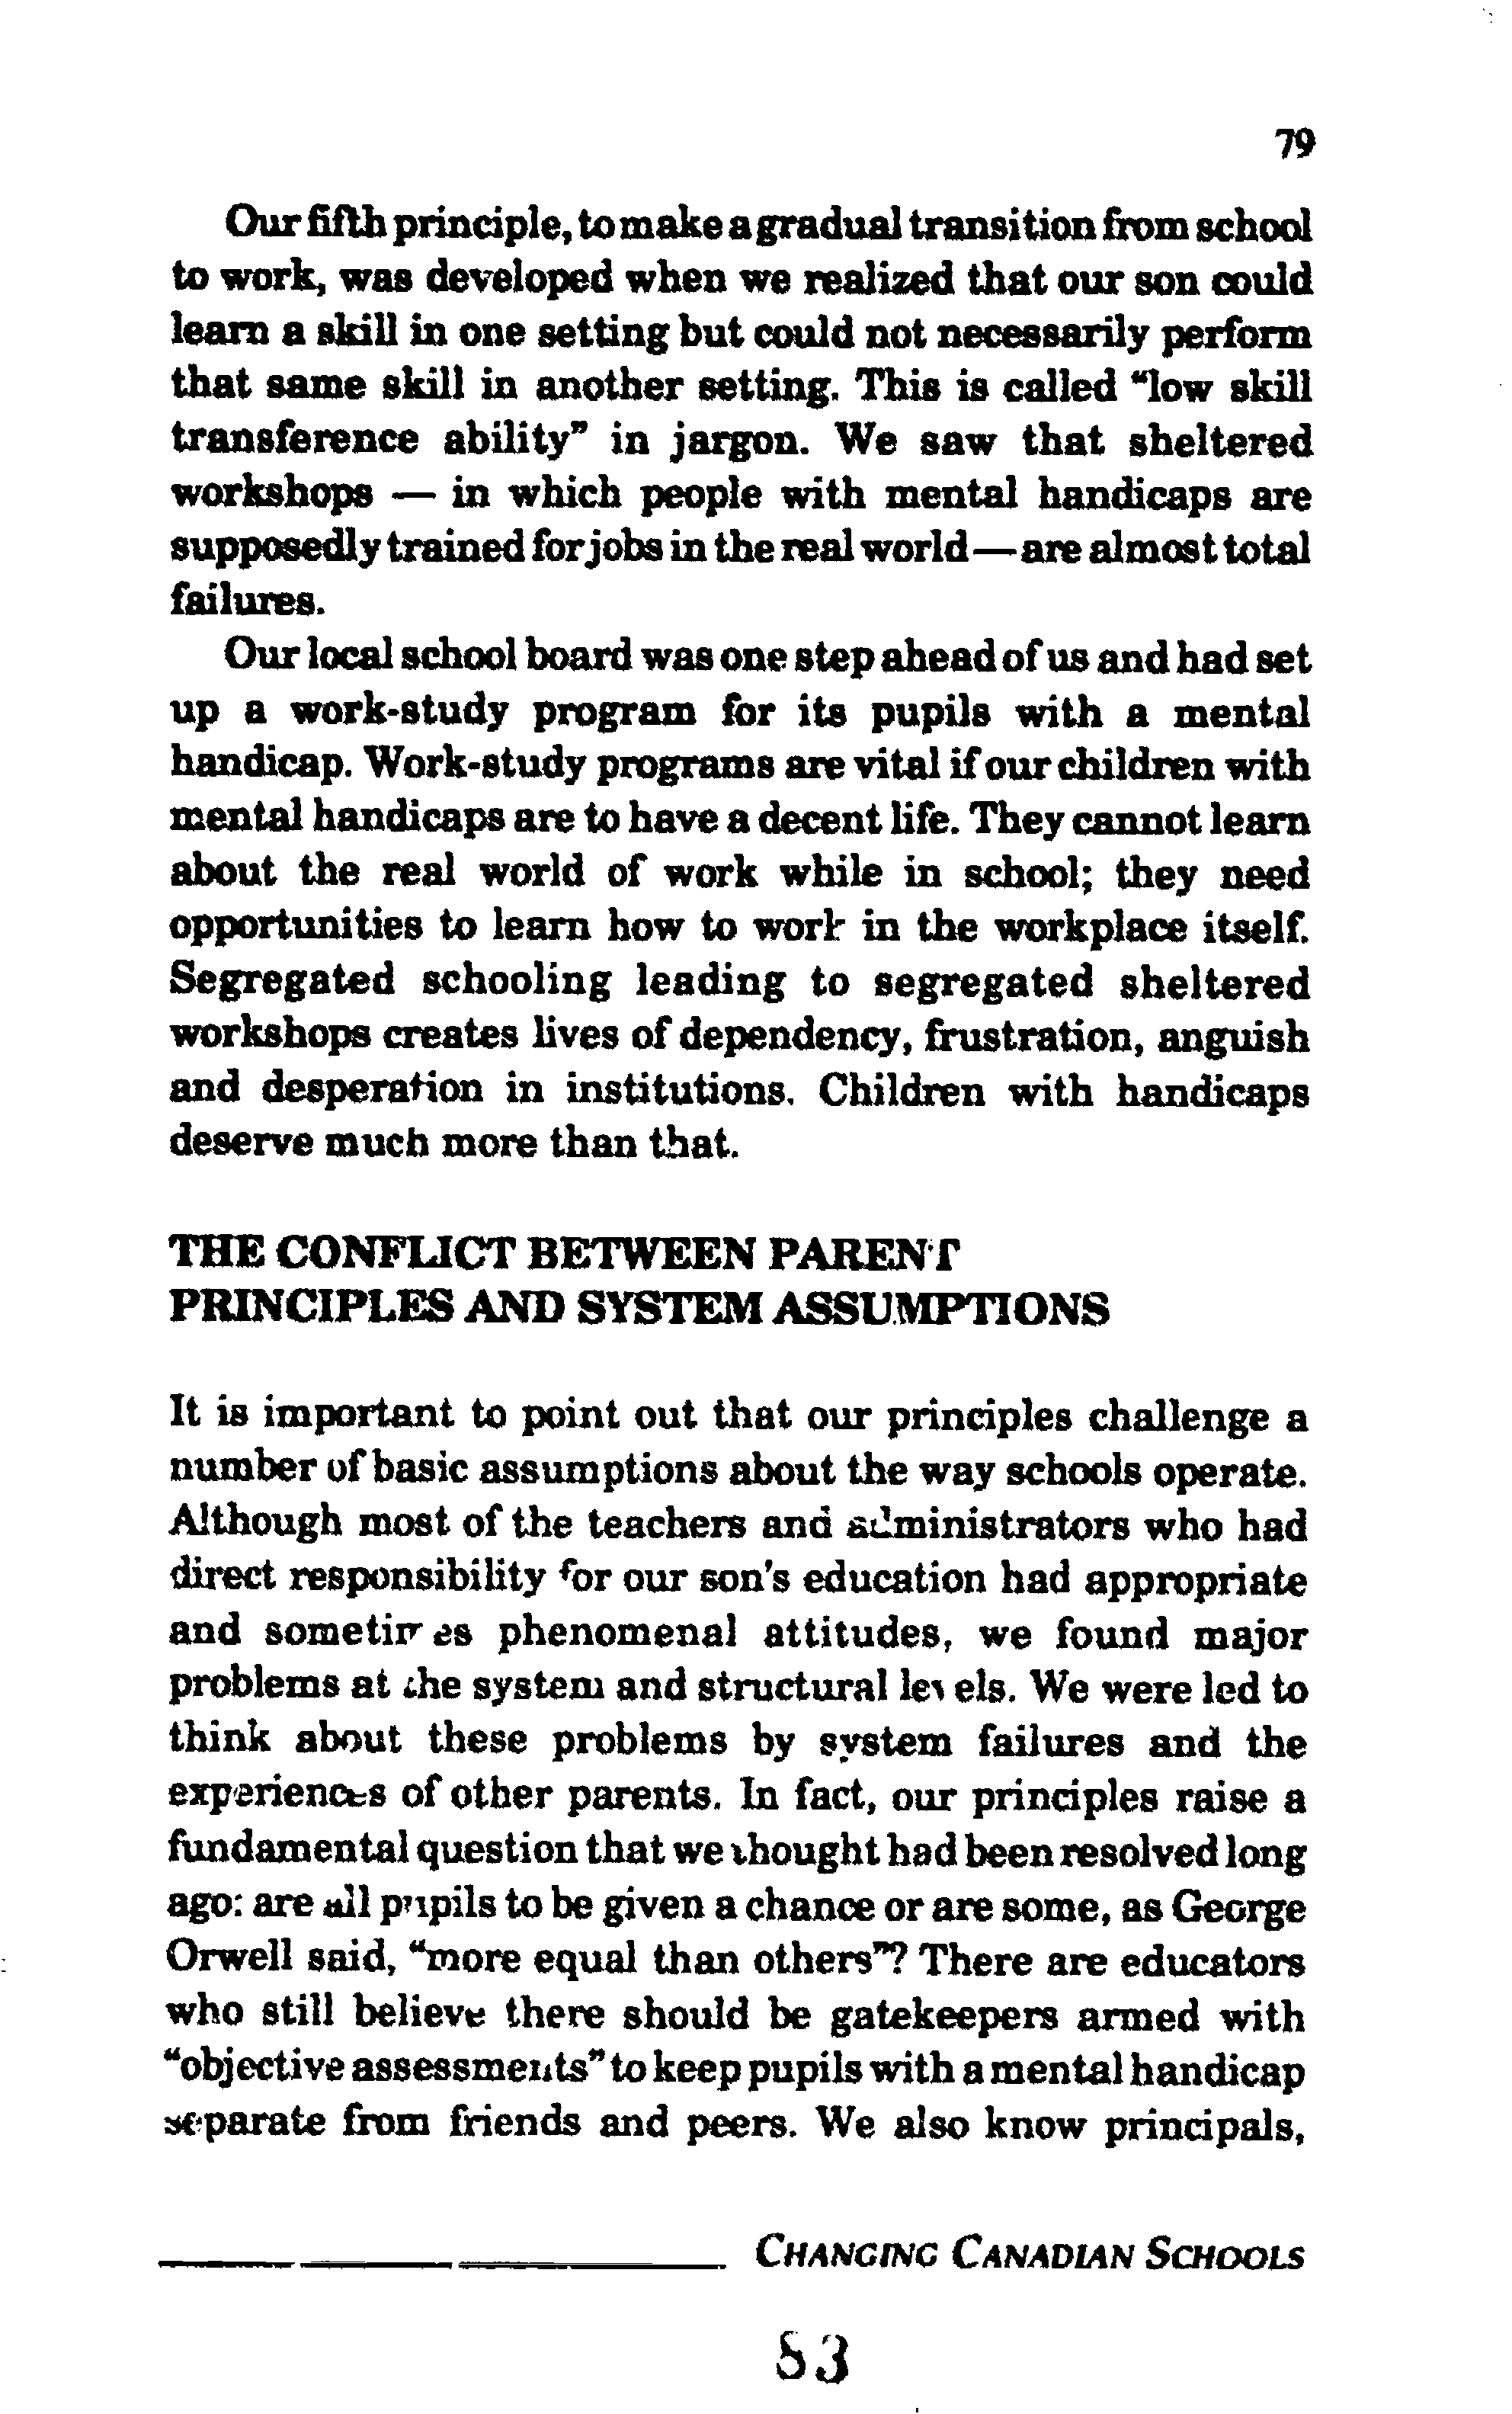 79
Our fifth principle, to make a gradual transition from school
to work, was developed when we realized that our son could
learn a skill in one setting but could not necessarily perform
that same skill in another setting. This is called "low skill
transference ability" in jargon. We saw that sheltered
workshops — in which people with mental handicaps are
supposedly trained for jobs in the real world — are almost total
failures.
Our local school board was one step ahead of us and had set
up a work-study program for its pupils with a mental
handicap. Work-study programs are vital if our children with
mental handicaps are to have a decent life. They cannot learn
about the real world of work while in school; they need
opportunities to learn how to work in the workplace itself.
Segregated schooling leading to segregated sheltered
workshops creates lives of dependency, frustration, anguish
and desperation in institutions. Children with handicaps
deserve much more than that.
THE CONFLICT BETWEEN PARENT
PRINCIPLES AND SYSTEM ASSUMPTIONS
It is important to point out that our principles challenge a
number of basic assumptions about the way schools operate.
Although most of the teachers and administrators who had
direct responsibility for our son's education had appropriate
and sometimes phenomenal attitudes, we found major
problems at the system and structural levels. We were led to
think about these problems by system failures and the
experiences of other parents. In fact, our principles raise a
fundamental question that we thought had been resolved long
ago: are all pupils to be given a chance or are some, as George
Orwell said, "more equal than others"? There are educators
who still believe there should be gatekeepers armed with
"objective assessments" to keep pupils with a mental handicap
separate from friends and peers. We also know principals,
CHANGING CANADIAN SCHOOLS
83